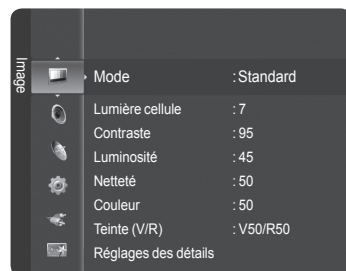 Image
Mode : Standard
Lumière cellule : 7
Contraste : 95
Luminosité : 45
Netteté : 50
Couleur : 50
Teinte (V/R) : V50/R50
Réglages des détails